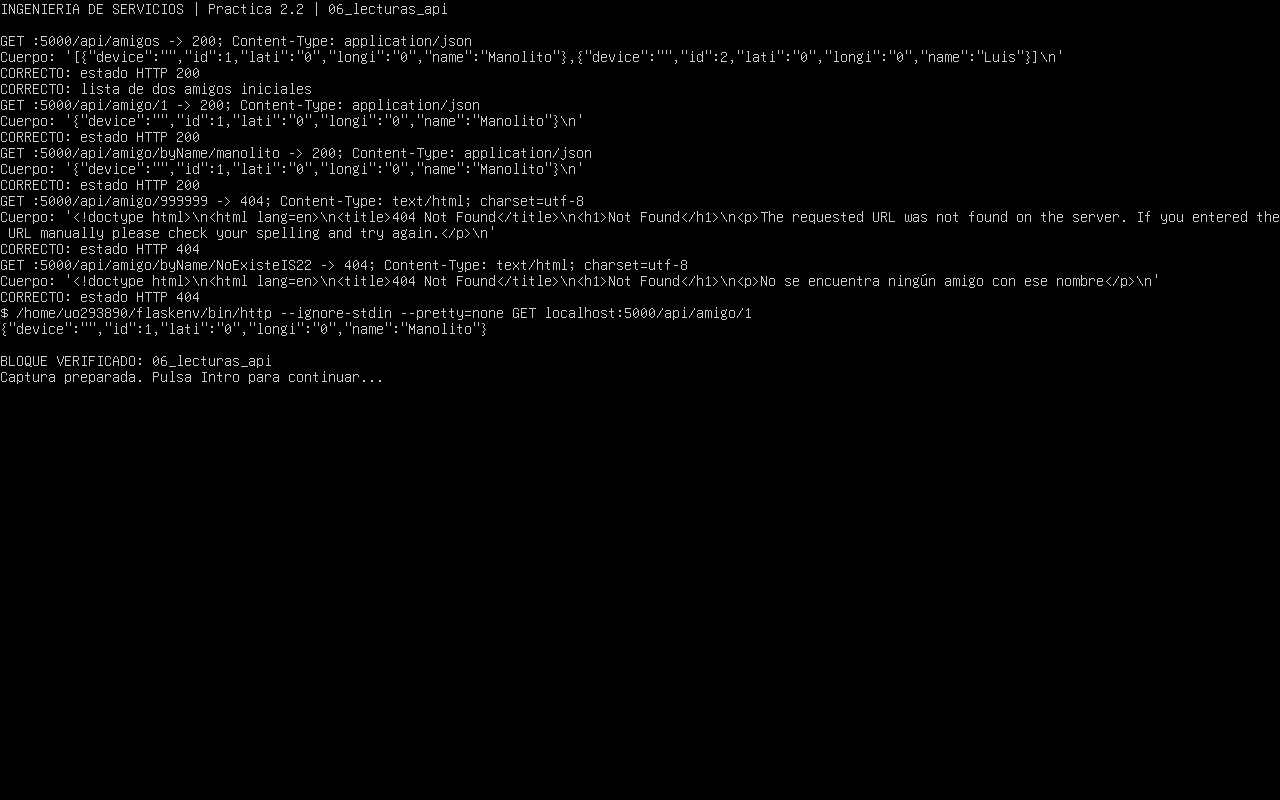 INGENIERIA DE SERVICIOS | Practica 2.2 | 06_lecturas_api
GET :5000/api/amigos -> 200; Content-Type: application/json
Cuerpo: '[{"device":"","id":1,"lati":"0","longi":"0","name":"Manolito"},{"device":"","id":2,"lati":"0","longi":"0","name":"Luis"}]\n'
CORRECTO: estado HTTP 200
CORRECTO: lista de dos amigos iniciales
GET :5000/api/amigo/1 -> 200; Content-Type: application/json
Cuerpo: '{"device":"","id":1,"lati":"0","longi":"0","name":"Manolito"}\n'
CORRECTO: estado HTTP 200
GET :5000/api/amigo/byName/manolito -> 200; Content-Type: application/json
Cuerpo: '{"device":"","id":1,"lati":"0","longi":"0","name":"Manolito"}\n'
CORRECTO: estado HTTP 200
GET :5000/api/amigo/999999 -> 404; Content-Type: text/html; charset=utf-8
Cuerpo: '<!doctype html>\n<html lang=en>\n<title>404 Not Found</title>\n<h1>Not Found</h1>\n<p>The requested URL was not found on the server. If you entered the
 URL manually please check your spelling and try again.</p>\n'
CORRECTO: estado HTTP 404
GET :5000/api/amigo/byName/NoExisteIS22 -> 404; Content-Type: text/html; charset=utf-8
Cuerpo: '<!doctype html>\n<html lang=en>\n<title>404 Not Found</title>\n<h1>Not Found</h1>\n<p>No se encuentra ningún amigo con ese nombre</p>\n'
CORRECTO: estado HTTP 404
$ /home/uo293890/flaskenv/bin/http --ignore-stdin --pretty=none GET localhost:5000/api/amigo/1
{"device":"","id":1,"lati":"0","longi":"0","name":"Manolito"}
BLOQUE VERIFICADO: 06_lecturas_api
Captura preparada. Pulsa Intro para continuar...